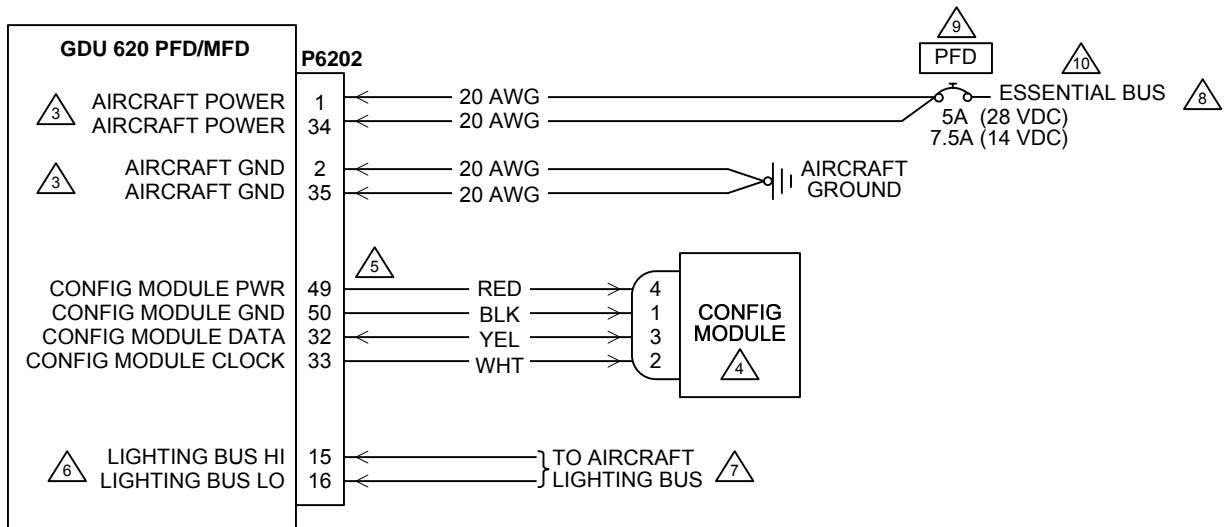 9
GDU 620 PFD/MFD
P6202
PFD
10
3 AIRCRAFT POWER 1 20 AWG ESSENTIAL BUS 8
AIRCRAFT POWER 34 20 AWG 5A (28 VDC)
7.5A (14 VDC)
3 AIRCRAFT GND 2 20 AWG AIRCRAFT
AIRCRAFT GND 35 20 AWG GROUND
5
CONFIG MODULE PWR 49 RED 4
CONFIG MODULE GND 50 BLK 1 CONFIG
CONFIG MODULE DATA 32 YEL 3 MODULE
CONFIG MODULE CLOCK 33 WHT 2 4
6 LIGHTING BUS HI 15 TO AIRCRAFT 7
LIGHTING BUS LO 16 LIGHTING BUS